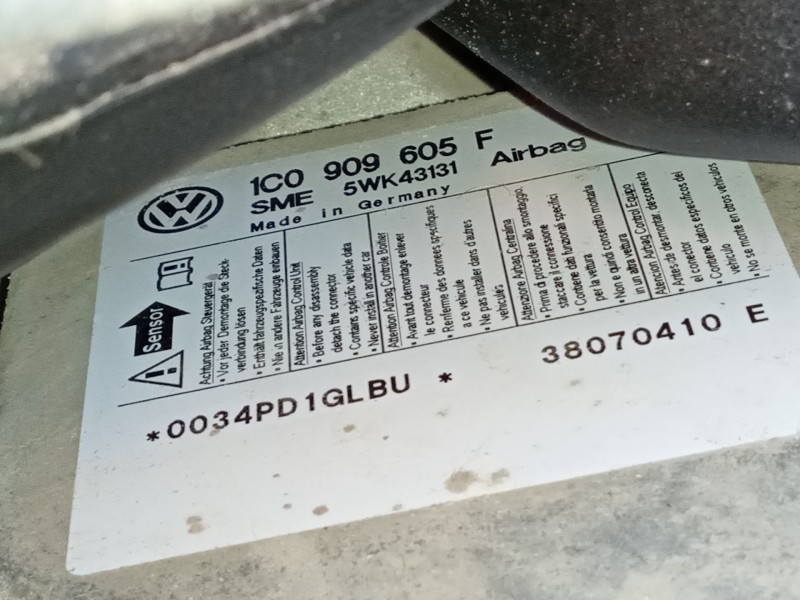 1C0 909 605 F
SME 5WK43131 Airbag
Made in Germany
Sensor
Achtung Airbag Steuergerät
• Vor jeder Demontage die Steck-
verbindung lösen
• Enthält fahrzeugspezifische Daten
• Nie in andere Fahrzeuge einbauen
Attention Airbag Control Unit
• Before any disassembly
detach the connector
• Contains specific vehicle data
• Never install in another car
Attention Airbag Controle Boitier
• Avant tout demontage enlever
le connecteur
• Renferme des données spécifiques
a ce véhicule
• Ne pas installer dans d'autres
véhicules
Attenzione Airbag Centralina
• Prima di procedere allo smontaggio,
staccare il connessione
• Contiene dati funzionali specifici
per la vettura
• Non e quindi consentito montarla
in un altra vettura
Atencion Airbag Control Equipo
• Antes de desmontar, desconecta
el conector
• Contiene datos especificos del
vehiculo
• No se monte en otros vehiculos
*0034PD1GLBU * 38070410 E